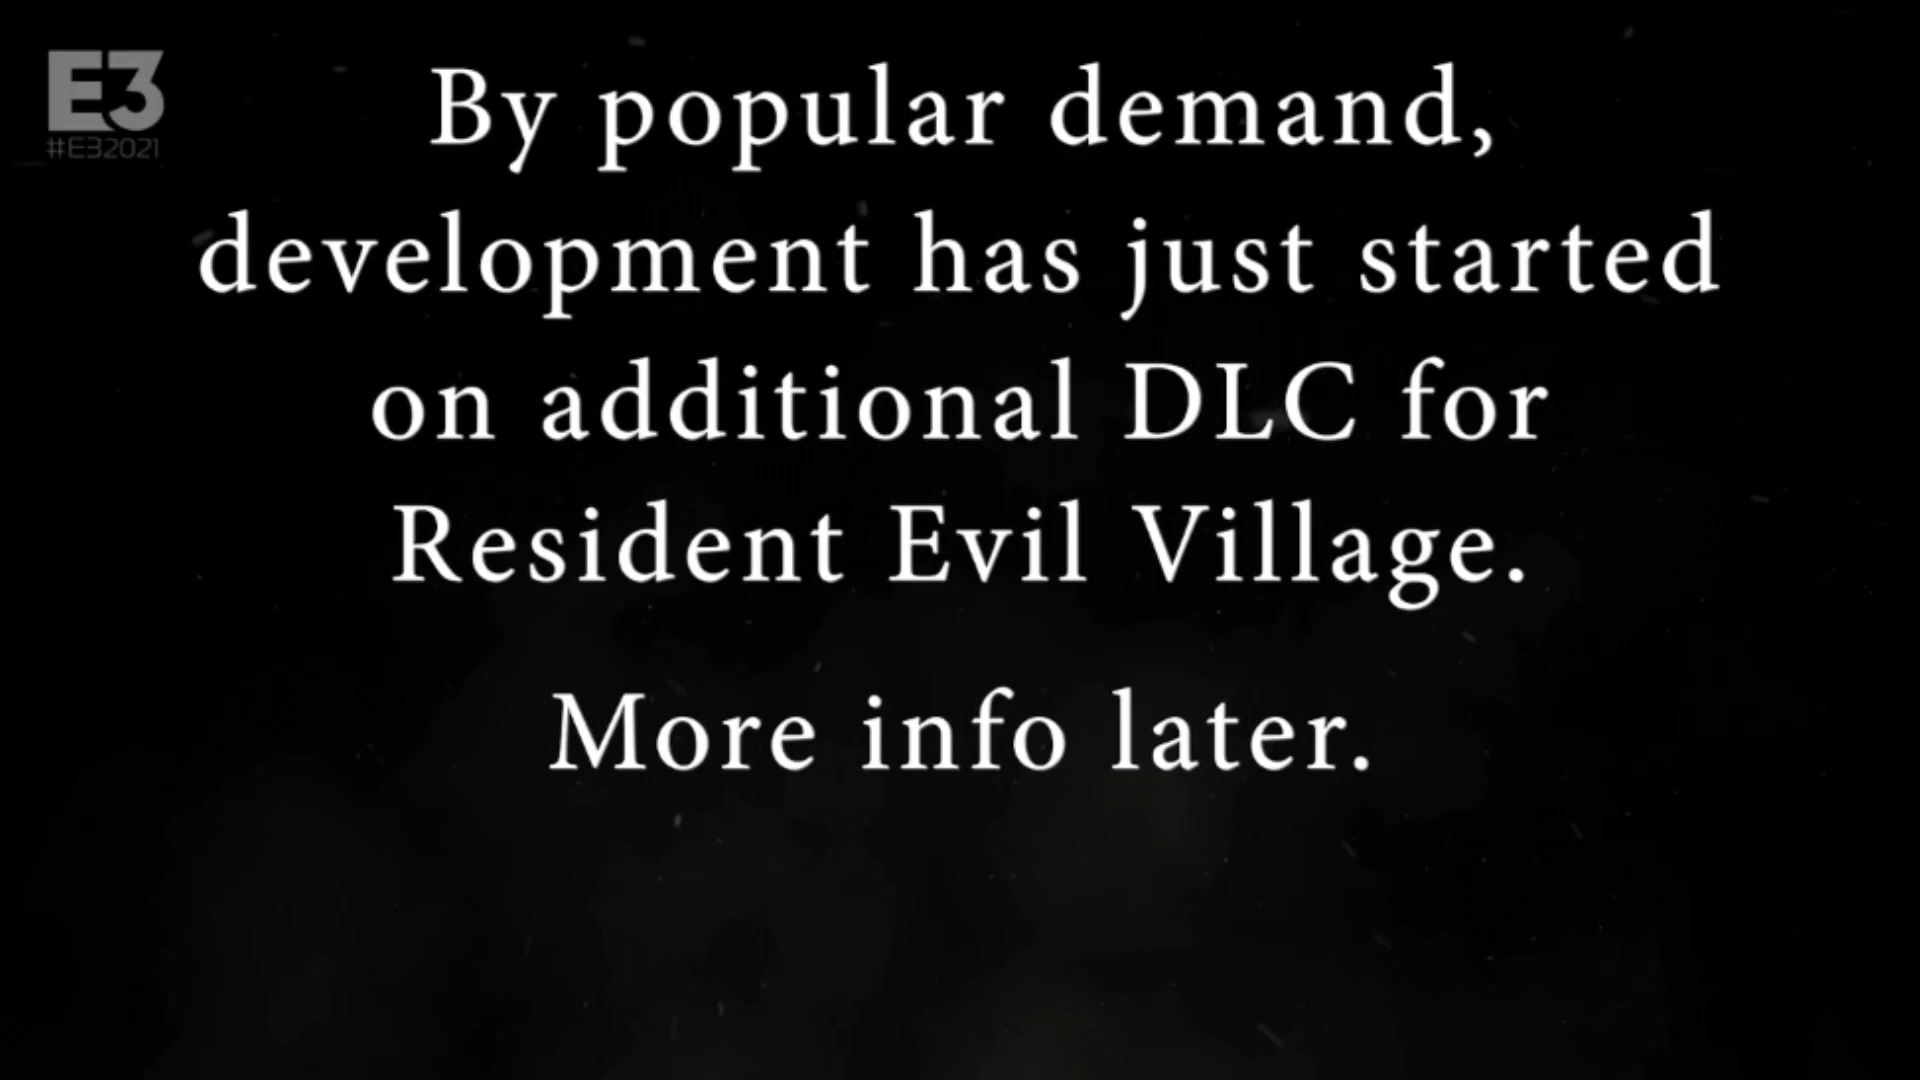 E3
#E32021
By popular demand,
development has just started
on additional DLC for
Resident Evil Village.
More info later.